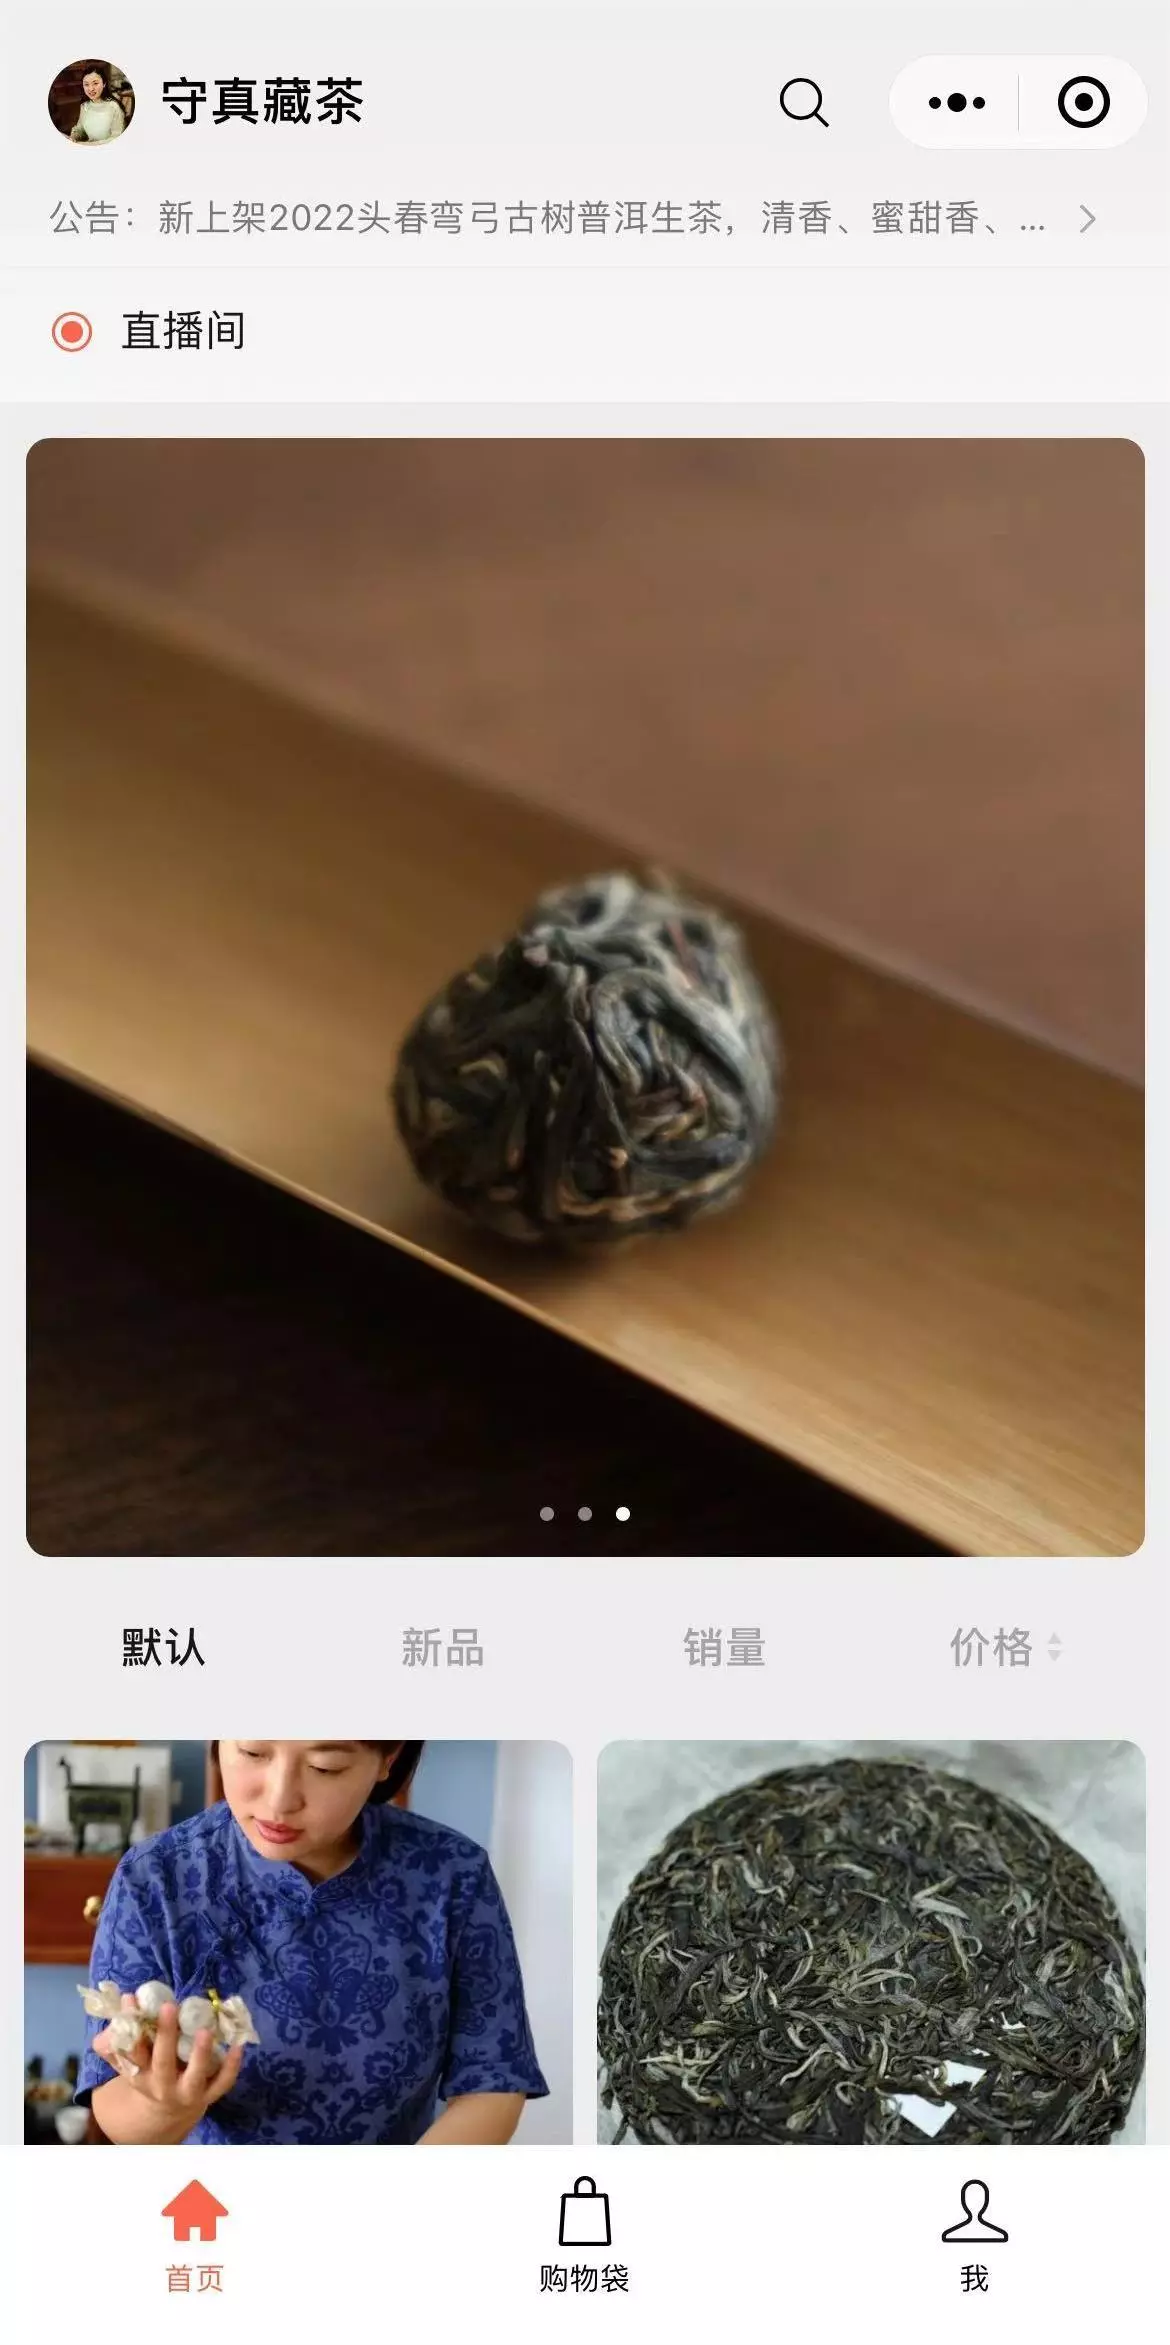 守真藏茶
公告：新上架2022头春弯弓古树普洱生茶，清香、蜜甜香、...
直播间
默认 新品 销量 价格
首页 购物袋 我